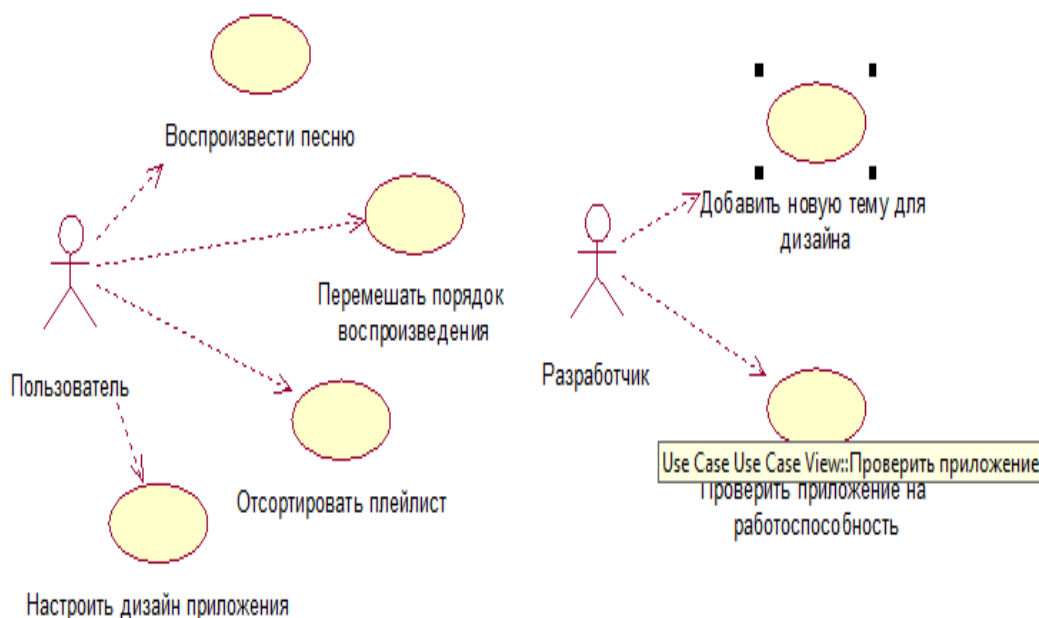 Воспроизвести песню
Перемешать порядок
воспроизведения
Пользователь
Отсортировать плейлист
Настроить дизайн приложения
Добавить новую тему для
дизайна
Разработчик
Use Case Use Case View::Проверить приложение
Проверить приложение на
работоспособность